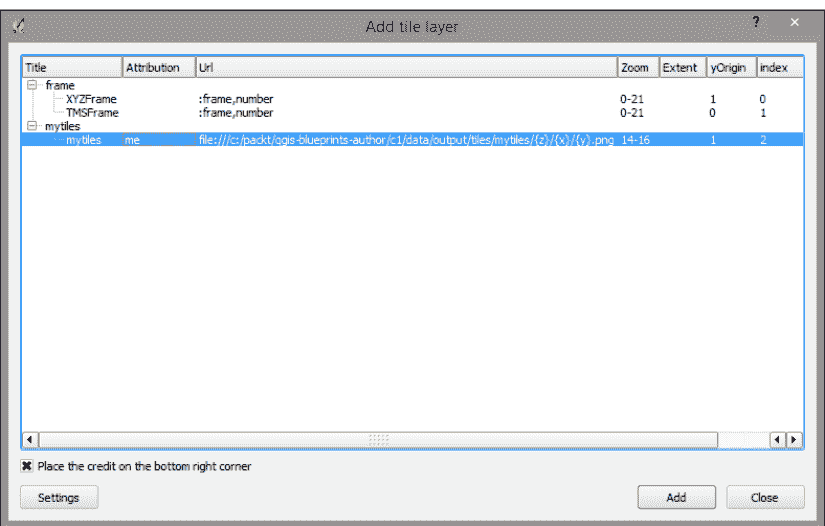 Add tile layer ? ×
Title Attribution Url Zoom Extent yOrigin index
frame
XYZFrame :frame,number 0-21 1 0
TMSFrame :frame,number 0-21 0 1
mytiles
mytiles me file:///c:/packt/qgis-blueprints-author/c1/data/output/tiles/mytiles/{z}/{x}/{y}.png 14-16 1 2
Place the credit on the bottom right corner
Settings Add Close